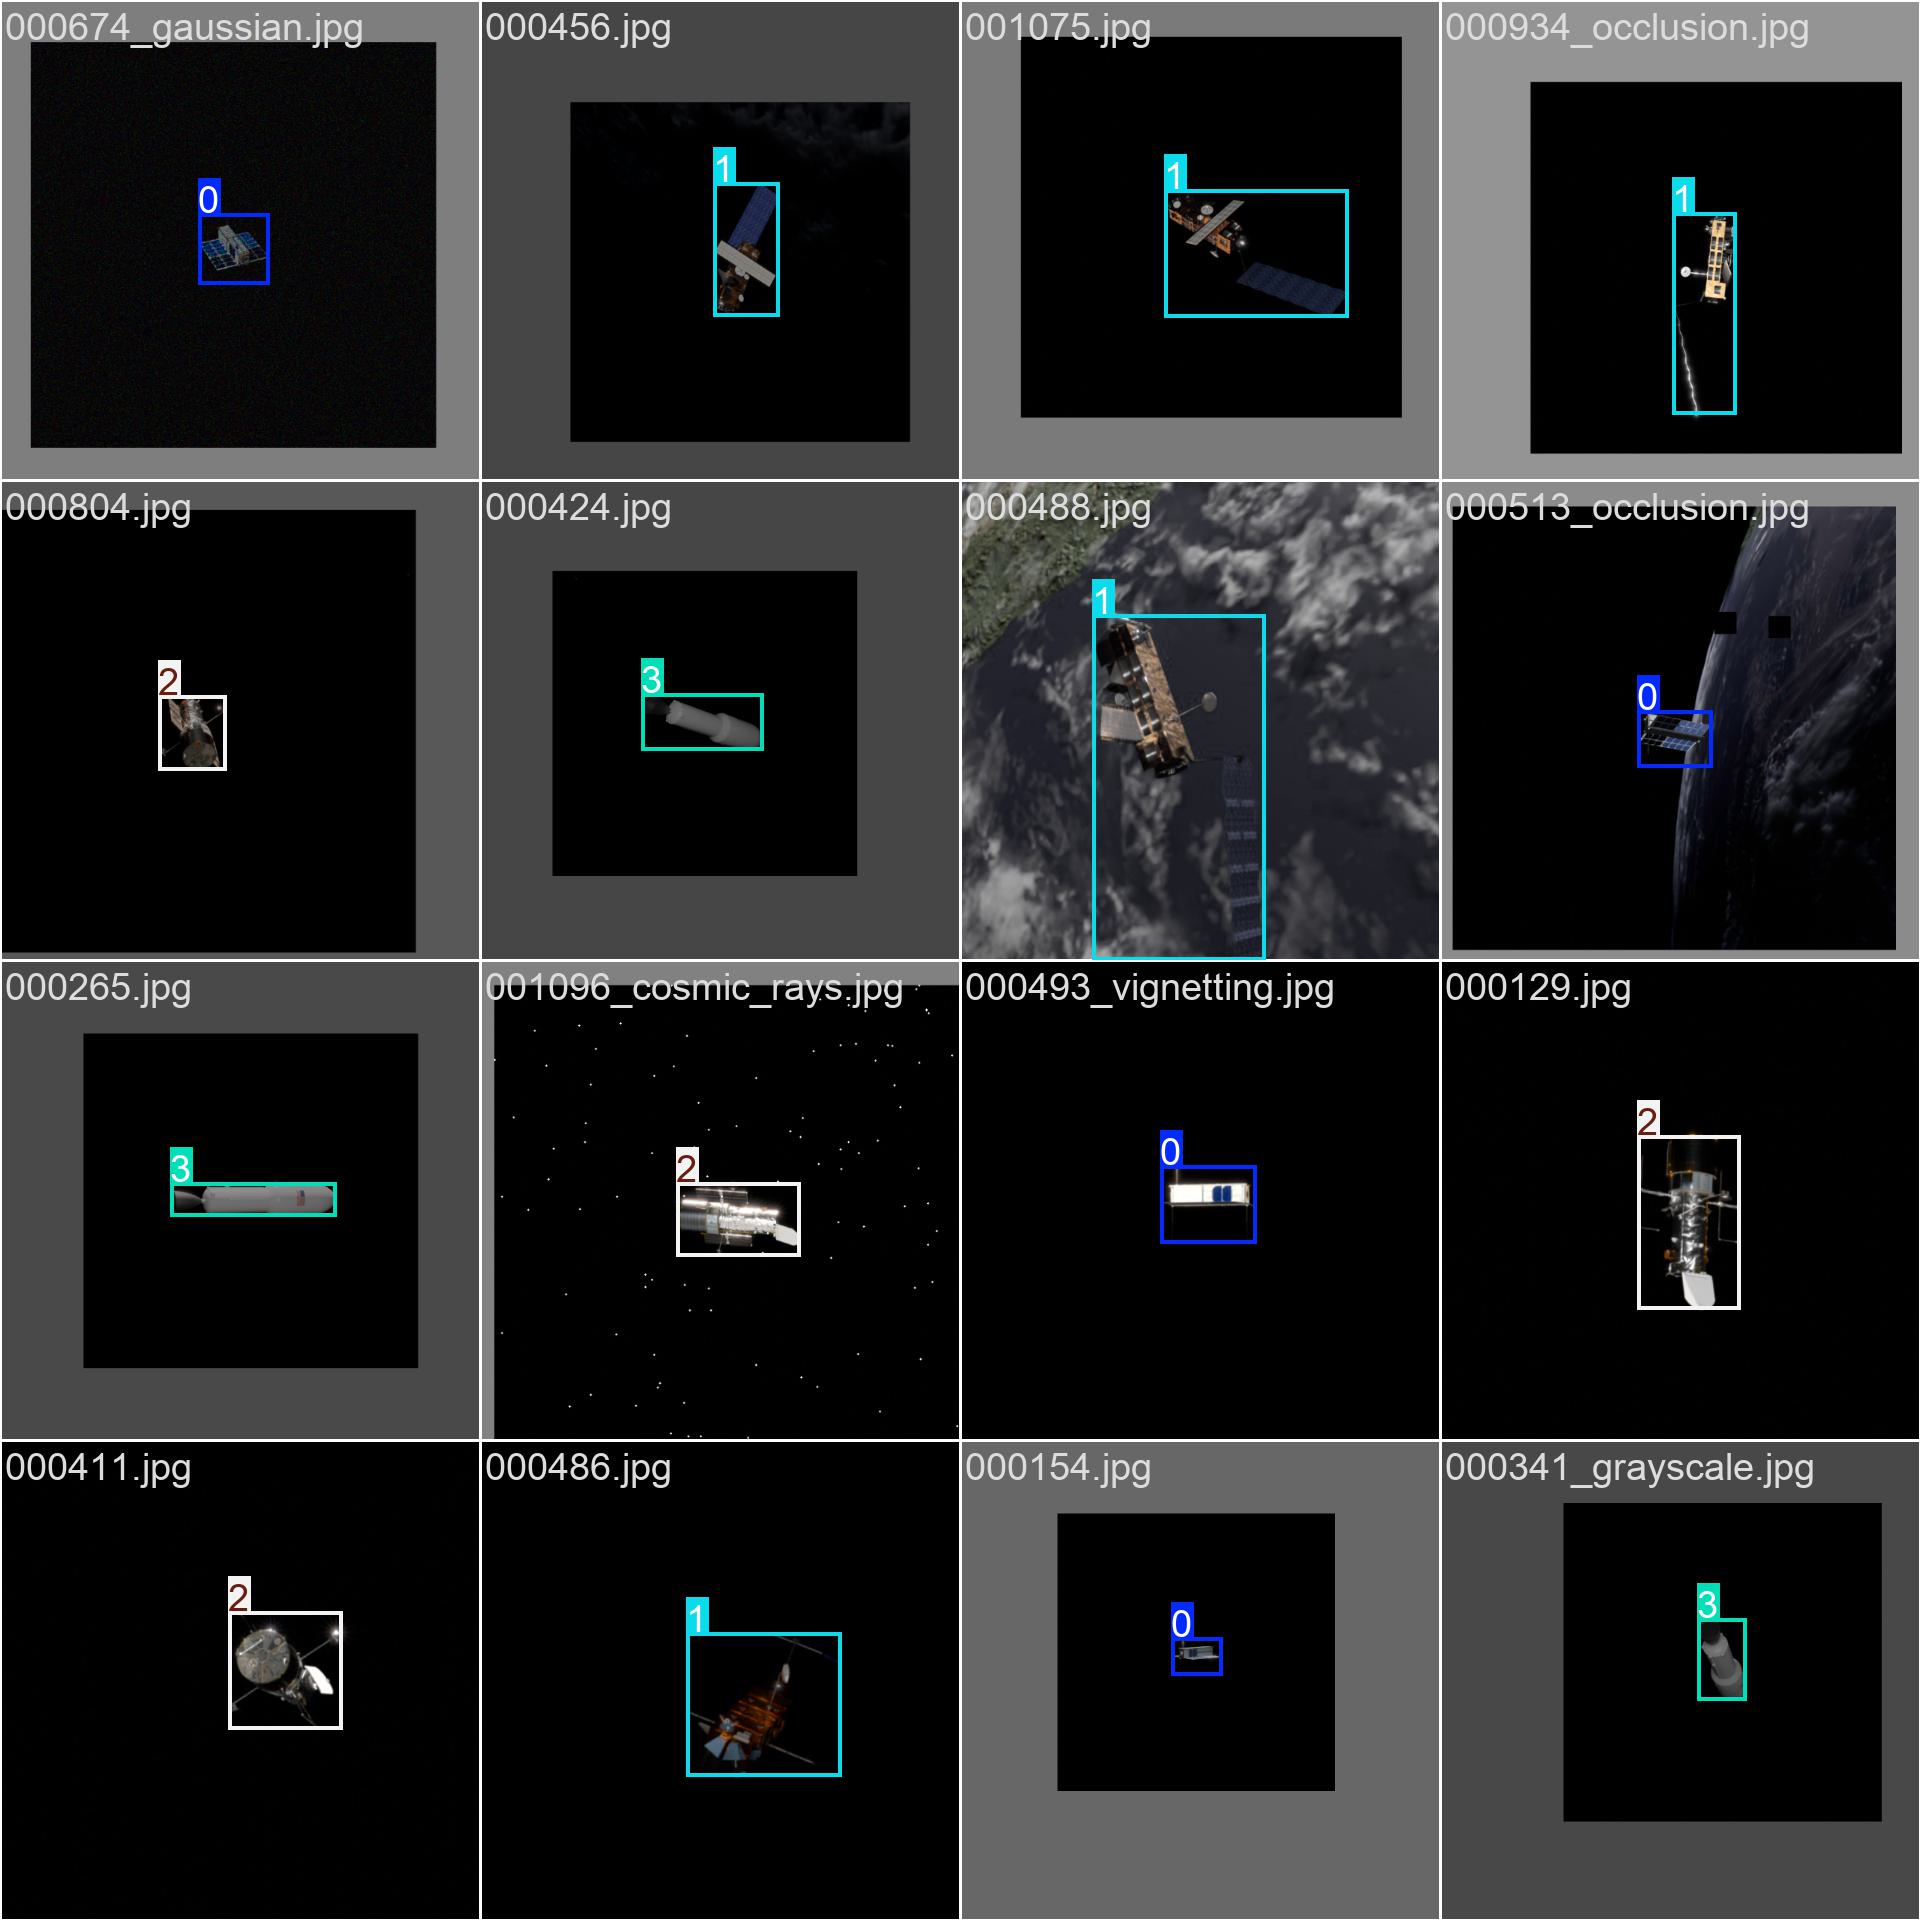 000674_gaussian.jpg
000456.jpg
001075.jpg
000934_occlusion.jpg
0
1
1
1
000804.jpg
000424.jpg
000488.jpg
000513_occlusion.jpg
2
3
1
0
000265.jpg
001096_cosmic_rays.jpg
000493_vignetting.jpg
000129.jpg
3
2
0
2
000411.jpg
000486.jpg
000154.jpg
000341_grayscale.jpg
2
1
0
3